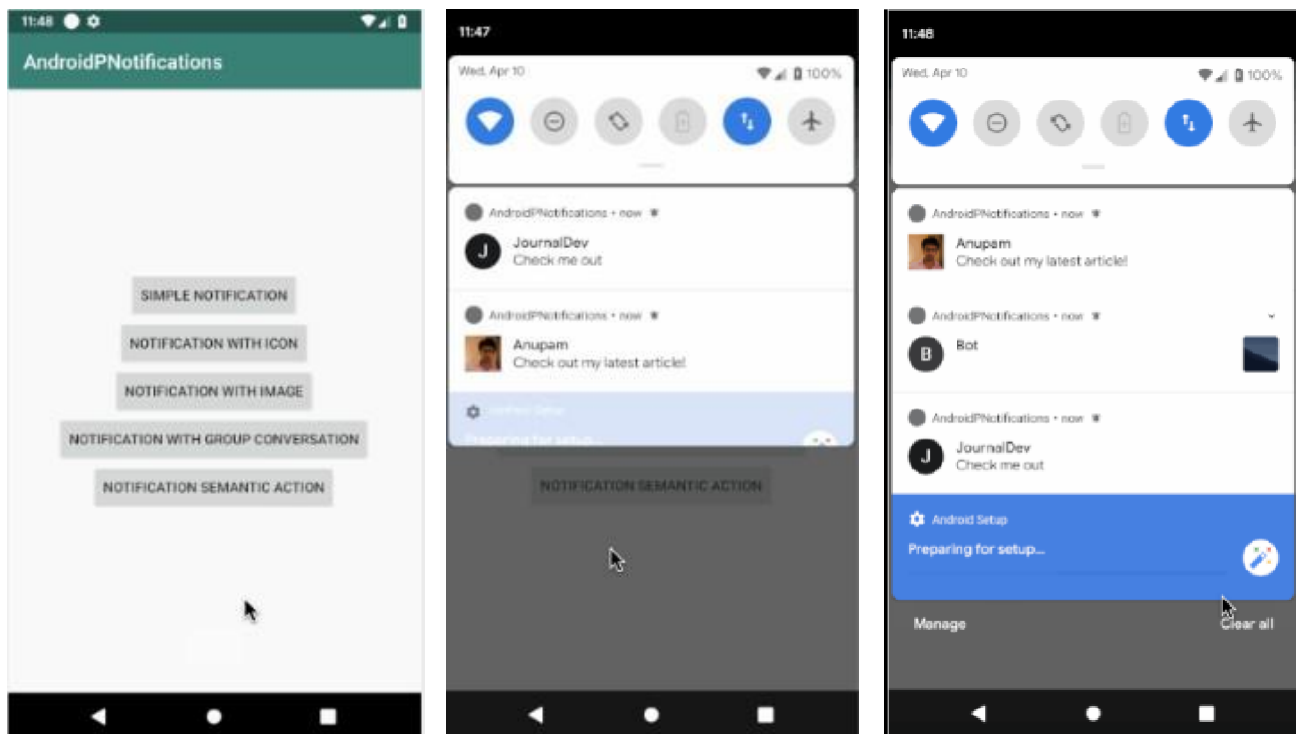 11:48
AndroidPNotifications
SIMPLE NOTIFICATION
NOTIFICATION WITH ICON
NOTIFICATION WITH IMAGE
NOTIFICATION WITH GROUP CONVERSATION
NOTIFICATION SEMANTIC ACTION
11:47
Wed, Apr 10 100%
AndroidPNotifications • now
J JournalDev
Check me out
AndroidPNotifications • now
Anupam
Check out my latest article!
Preparing for setup...
NOTIFICATION SEMANTIC ACTION
11:48
Wed, Apr 10 100%
AndroidPNotifications • now
Anupam
Check out my latest article!
AndroidPNotifications • now
B Bot
AndroidPNotifications • now
J JournalDev
Check me out
Android Setup
Preparing for setup...
Manage Clear all